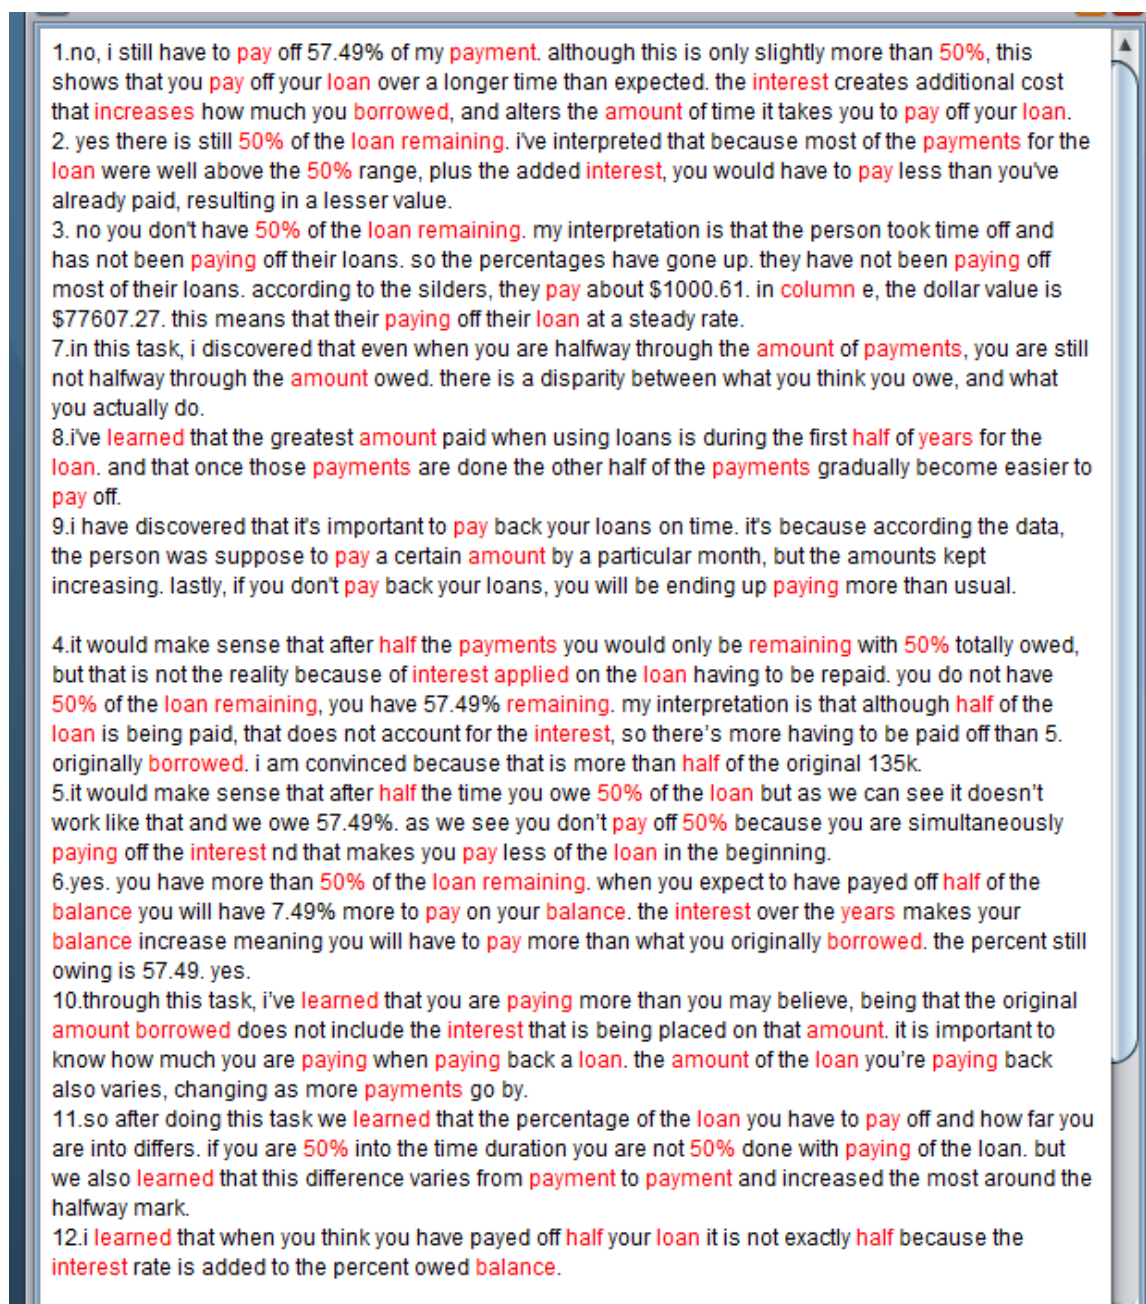 1.no, i still have to pay off 57.49% of my payment. although this is only slightly more than 50%, this
shows that you pay off your loan over a longer time than expected. the interest creates additional cost
that increases how much you borrowed, and alters the amount of time it takes you to pay off your loan.
2. yes there is still 50% of the loan remaining. i've interpreted that because most of the payments for the
loan were well above the 50% range, plus the added interest, you would have to pay less than you've
already paid, resulting in a lesser value.
3. no you don't have 50% of the loan remaining. my interpretation is that the person took time off and
has not been paying off their loans. so the percentages have gone up. they have not been paying off
most of their loans. according to the silders, they pay about $1000.61. in column e, the dollar value is
$77607.27. this means that their paying off their loan at a steady rate.
7.in this task, i discovered that even when you are halfway through the amount of payments, you are still
not halfway through the amount owed. there is a disparity between what you think you owe, and what
you actually do.
8.i've learned that the greatest amount paid when using loans is during the first half of years for the
loan. and that once those payments are done the other half of the payments gradually become easier to
pay off.
9.i have discovered that it's important to pay back your loans on time. it's because according the data,
the person was suppose to pay a certain amount by a particular month, but the amounts kept
increasing. lastly, if you don't pay back your loans, you will be ending up paying more than usual.
4.it would make sense that after half the payments you would only be remaining with 50% totally owed,
but that is not the reality because of interest applied on the loan having to be repaid. you do not have
50% of the loan remaining, you have 57.49% remaining. my interpretation is that although half of the
loan is being paid, that does not account for the interest, so there's more having to be paid off than 5.
originally borrowed. i am convinced because that is more than half of the original 135k.
5.it would make sense that after half the time you owe 50% of the loan but as we can see it doesn't
work like that and we owe 57.49%. as we see you don't pay off 50% because you are simultaneously
paying off the interest nd that makes you pay less of the loan in the beginning.
6.yes. you have more than 50% of the loan remaining. when you expect to have payed off half of the
balance you will have 7.49% more to pay on your balance. the interest over the years makes your
balance increase meaning you will have to pay more than what you originally borrowed. the percent still
owing is 57.49. yes.
10.through this task, i've learned that you are paying more than you may believe, being that the original
amount borrowed does not include the interest that is being placed on that amount. it is important to
know how much you are paying when paying back a loan. the amount of the loan you're paying back
also varies, changing as more payments go by.
11.so after doing this task we learned that the percentage of the loan you have to pay off and how far you
are into differs. if you are 50% into the time duration you are not 50% done with paying of the loan. but
we also learned that this difference varies from payment to payment and increased the most around the
halfway mark.
12.i learned that when you think you have payed off half your loan it is not exactly half because the
interest rate is added to the percent owed balance.